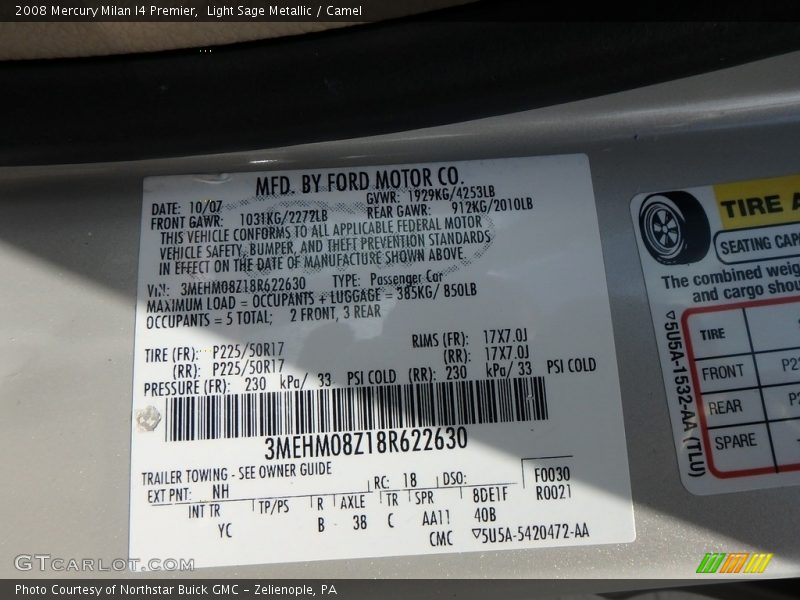 2008 Mercury Milan I4 Premier,  Light Sage Metallic / Camel
MFD. BY FORD MOTOR CO.
DATE: 10/07 GVWR: 1929KG/4253LB
FRONT GAWR: 1031KG/2272LB REAR GAWR: 912KG/2010LB
THIS VEHICLE CONFORMS TO ALL APPLICABLE FEDERAL MOTOR
VEHICLE SAFETY, BUMPER, AND THEFT PREVENTION STANDARDS
IN EFFECT ON THE DATE OF MANUFACTURE SHOWN ABOVE
VIN: 3MEHM08Z18R622630 TYPE: Passenger Car
MAXIMUM LOAD = OCCUPANTS + LUGGAGE = 385KG/ 850LB
OCCUPANTS = 5 TOTAL; 2 FRONT, 3 REAR
TIRE (FR): P225/50R17 RIMS (FR): 17X7.0J
(RR): P225/50R17 (RR): 17X7.0J
PRESSURE (FR): 230 kPa/ 33 PSI COLD (RR): 230 kPa/ 33 PSI COLD
3MEHM08Z18R622630
TRAILER TOWING - SEE OWNER GUIDE
EXT PNT: NH RC: 18 DSO: F0030
R0021
INT TR TP/PS R AXLE TR SPR 8DE1F
YC B 38 C AA11 40B
CMC ▽5U5A-5420472-AA
TIRE
SEATING
The combined
and cargo
TIRE
FRONT
REAR
SPARE
▽5U5A-1532-AA (TLU)
GTCARLOT.COM
Photo Courtesy of Northstar Buick GMC – Zelienople, PA